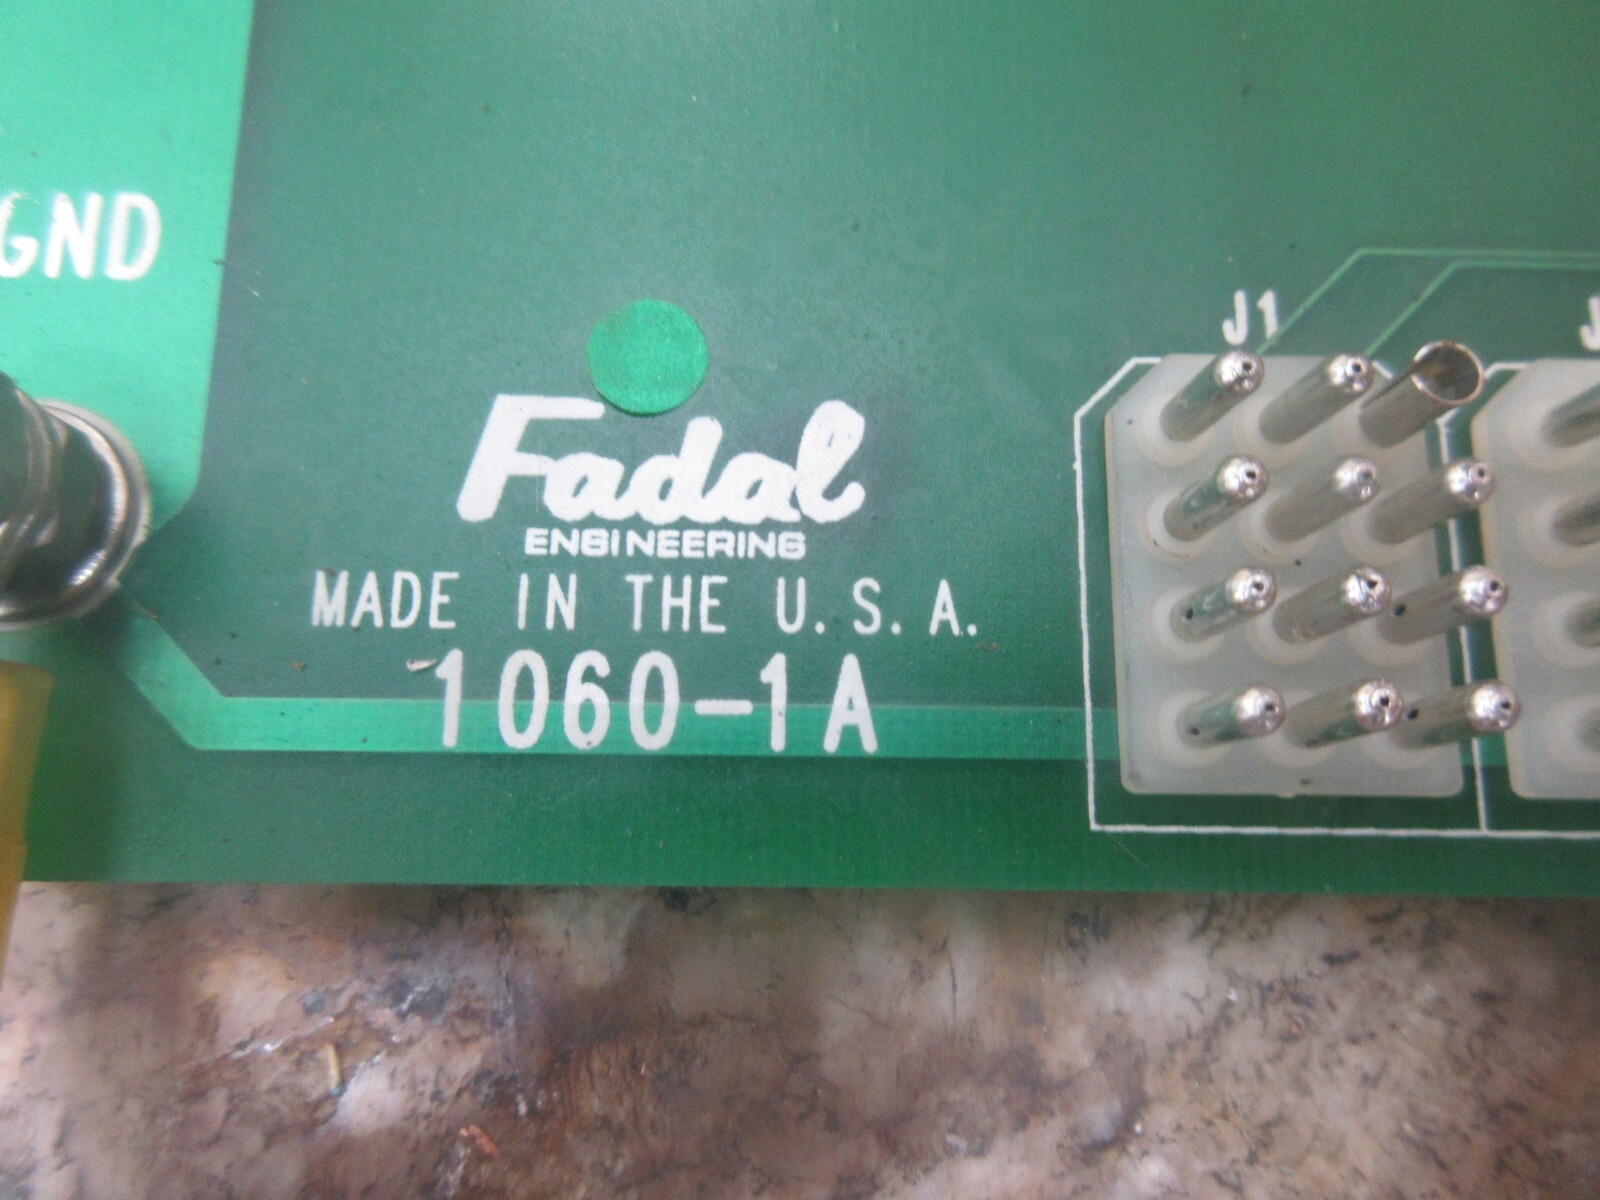 GND
J1
J
Fadal
ENGINEERING
MADE IN THE U.S.A.
1060-1A